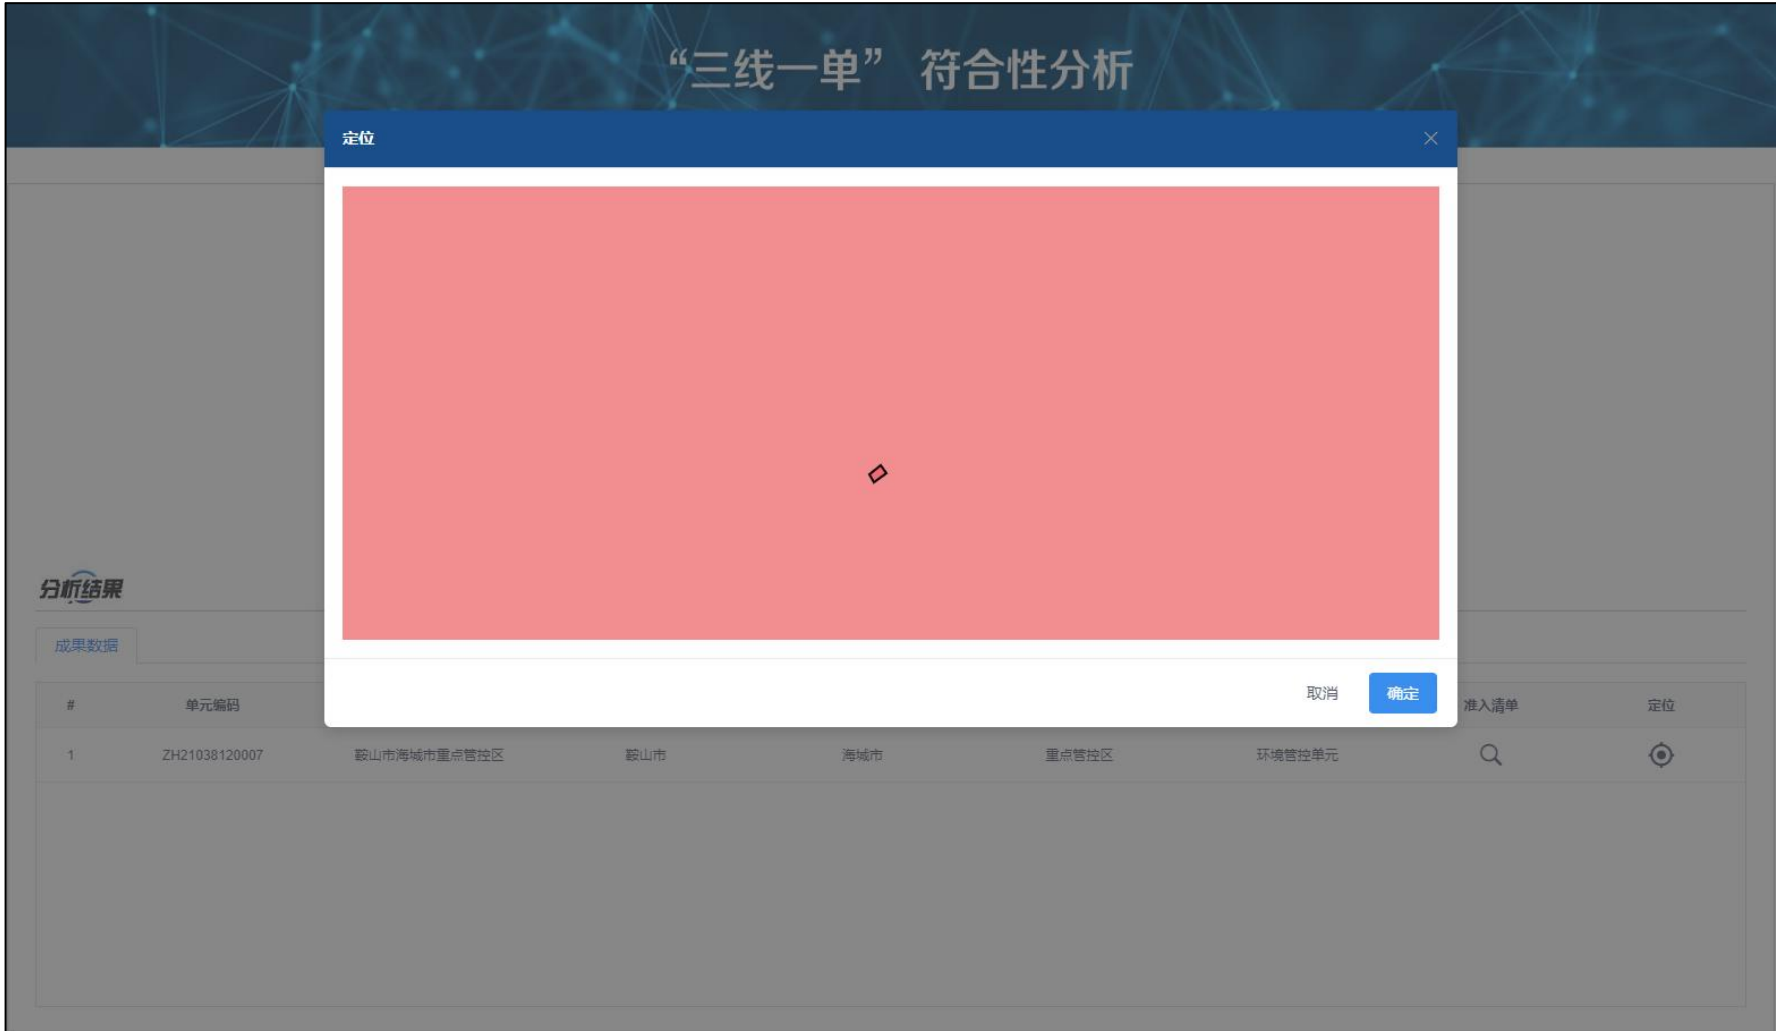 “三线一单” 符合性分析
定位
取消 确定
分析结果
成果数据
# 单元编码 准入清单 定位
1 ZH21038120007 鞍山市海城市重点管控区 鞍山市 海城市 重点管控区 环境管控单元